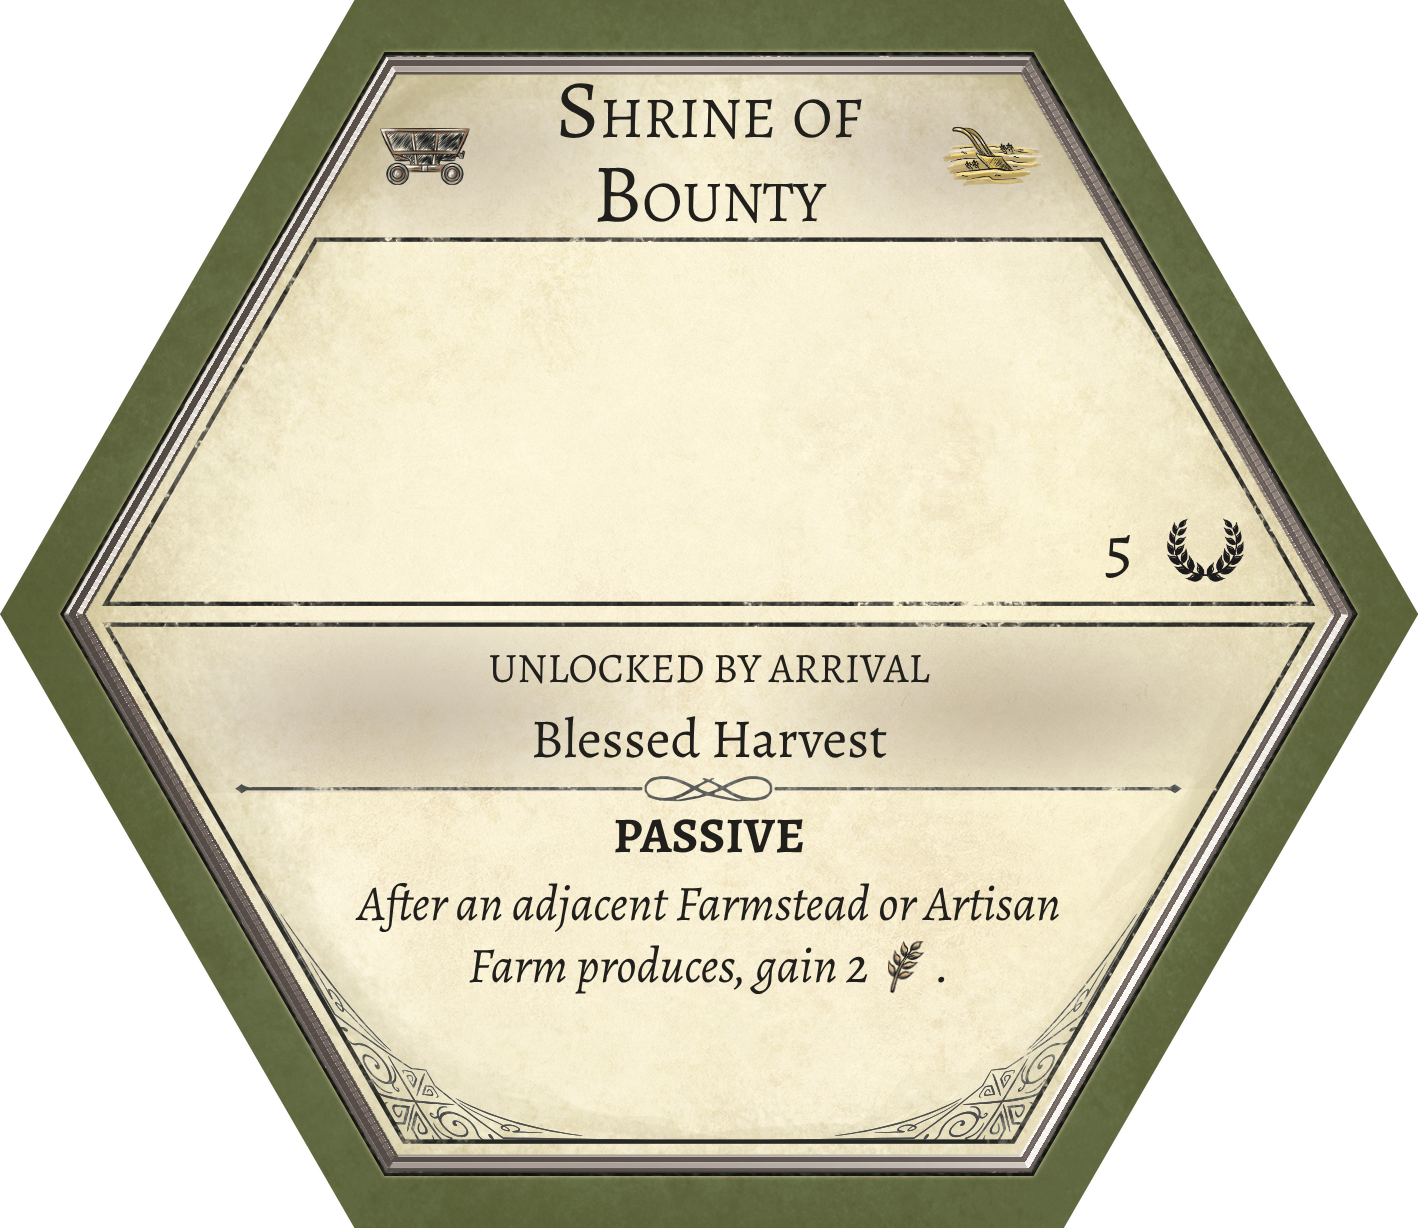 Shrine of
Bounty
5
UNLOCKED BY ARRIVAL
Blessed Harvest
PASSIVE
After an adjacent Farmstead or Artisan
Farm produces, gain 2 .